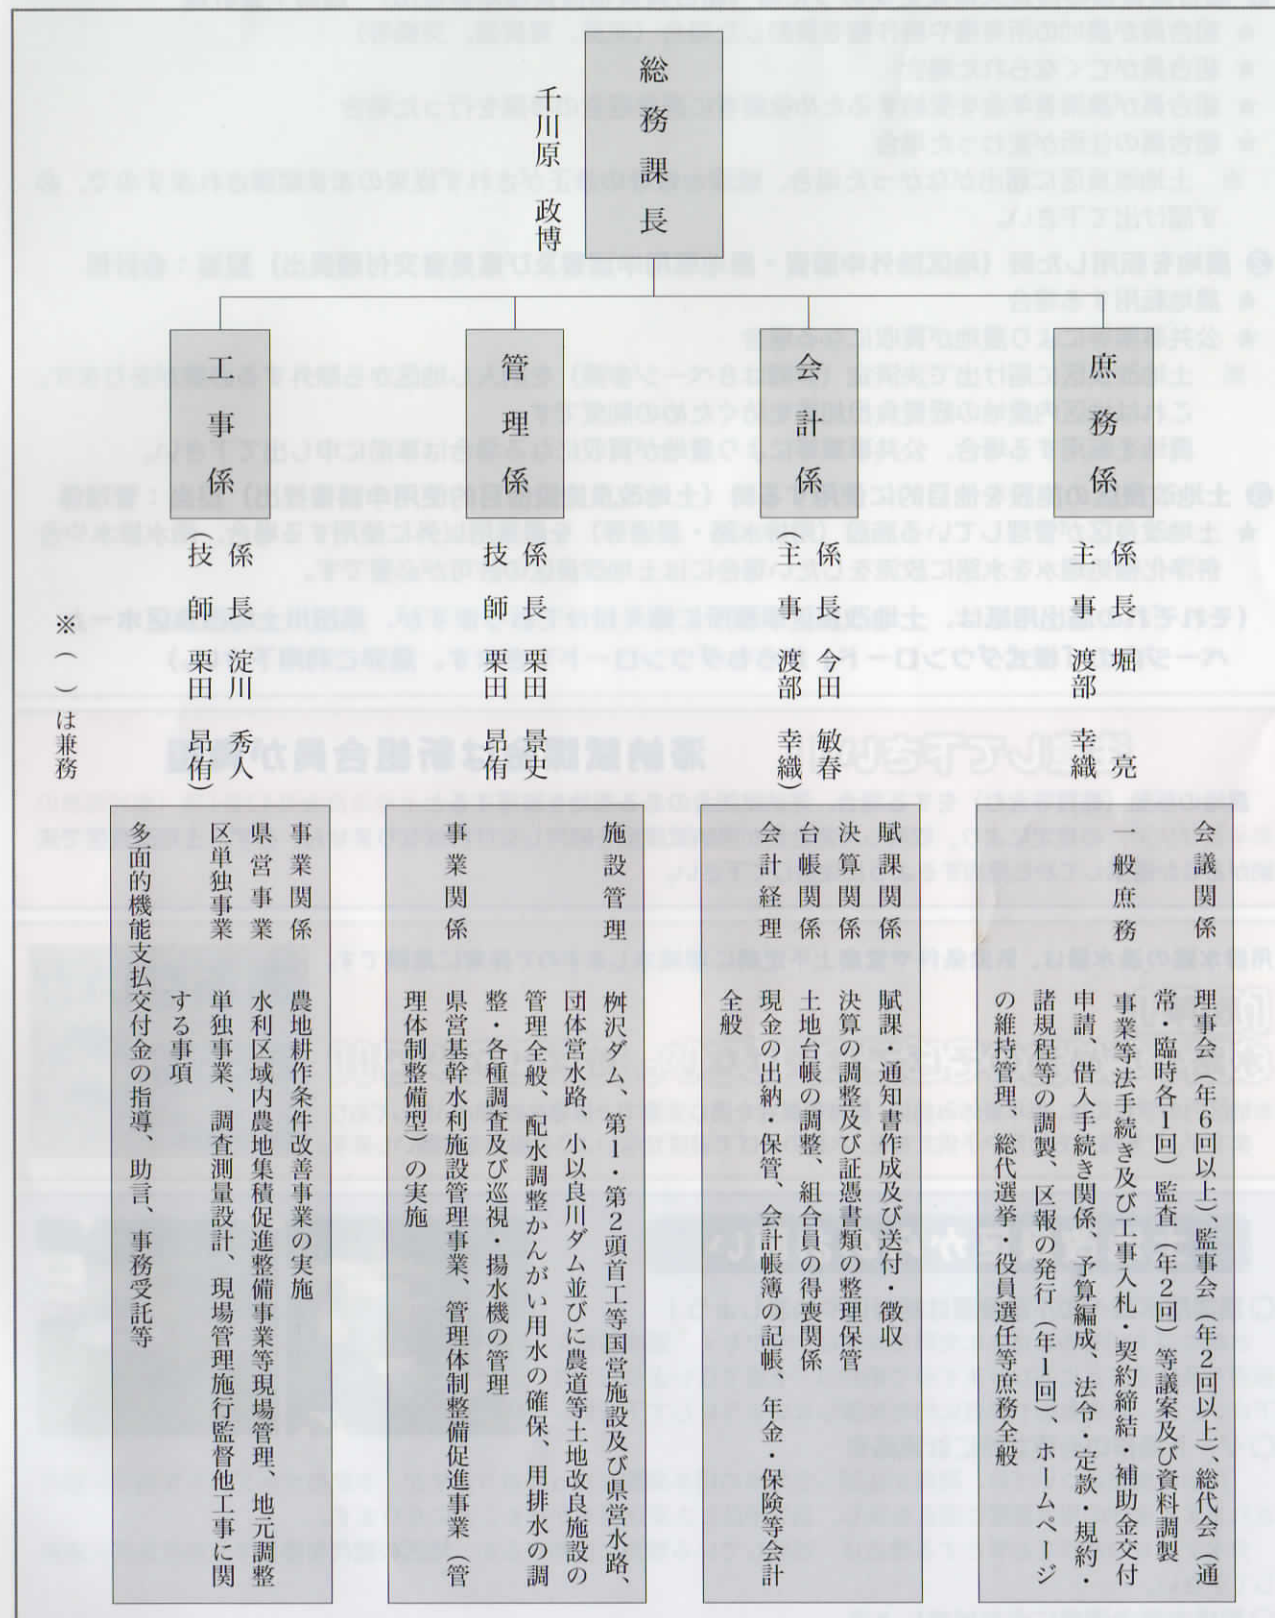 総務課長
千川原 政博
庶務係
係長 堀 亮
主事 渡部 幸織
会議関係 理事会（年６回以上）、監事会（年２回以上）、総代会（通
常・臨時各１回）監査（年２回）等議案及び資料調製
一般庶務 事業等法手続き及び工事入札・契約締結・補助金交付
申請・借入手続き関係、予算編成、法令・定款・規約・
諸規程等の調製、区報の発行（年１回）、ホームページ
の維持管理、総代選挙・役員選任等庶務全般
会計係
係長 今田 敏春
（主事 渡部 幸織）
賦課関係 賦課・通知書作成及び送付・徴収
決算関係 決算の調整及び証憑書類の整理保管
台帳関係 土地台帳の調整、組合員の得喪関係
会計経理 現金の出納・保管、会計帳簿の記帳、年金・保険等会計
全般
管理係
係長 栗田 景史
技師 栗田 昂侑
施設管理 桝沢ダム、第１・第２頭首工等国営施設及び県営水路、
団体営水路、小以良川ダム並びに農道等土地改良施設の
管理全般、配水調整かんがい用水の確保、用排水の調
整・各種調査及び巡視・揚水機の管理
事業関係 県営基幹水利施設管理事業、管理体制整備促進事業（管
理体制整備型）の実施
工事係
係長 淀川 秀人
（技師 栗田 昂侑）
事業関係 農地耕作条件改善事業の実施
県営事業 水利区域内農地集積促進整備事業等現場管理、地元調整
区単独事業 単独事業、調査測量設計、現場管理施行監督他工事に関
する事項
多面的機能支払交付金の指導、助言、事務受託等
※（ ）は兼務